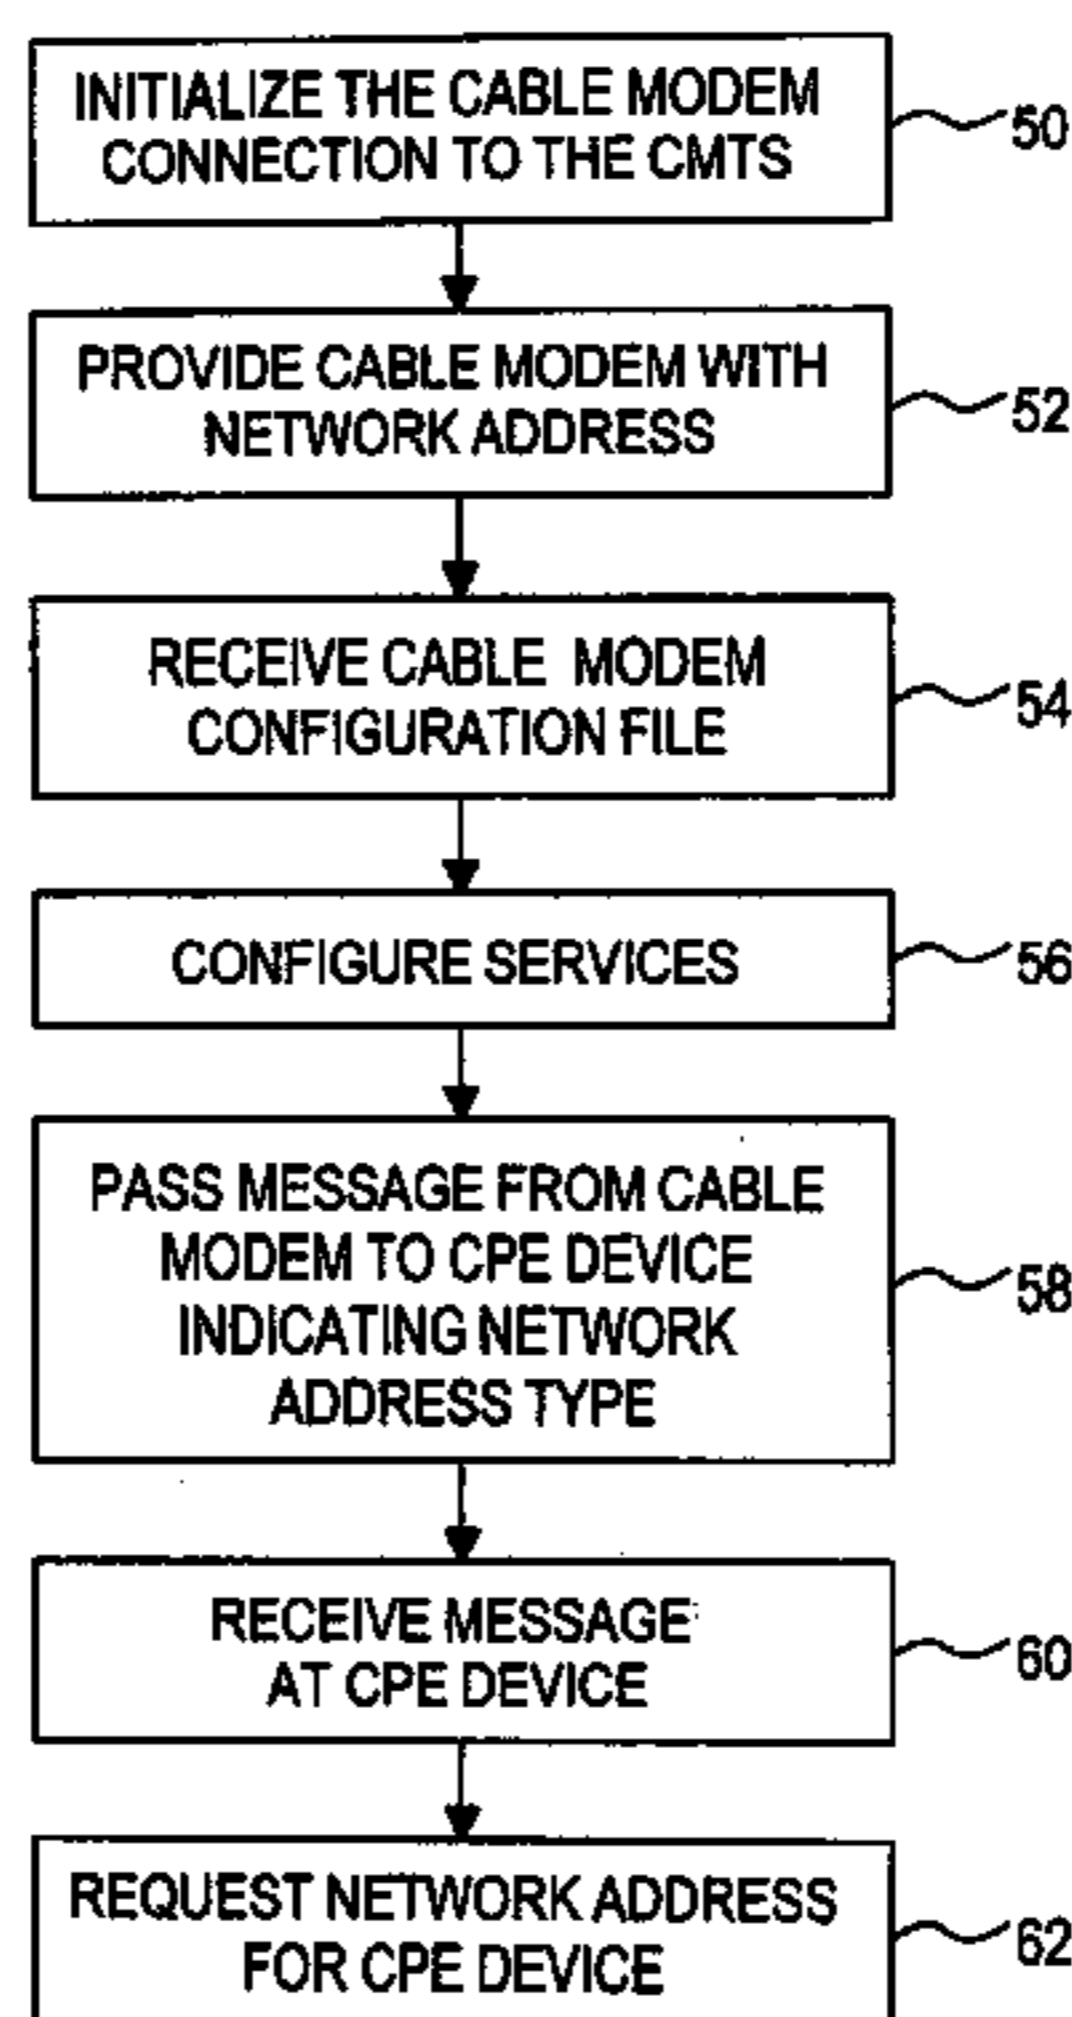 INITIALIZE THE CABLE MODEM
CONNECTION TO THE CMTS
50
PROVIDE CABLE MODEM WITH
NETWORK ADDRESS
52
RECEIVE CABLE MODEM
CONFIGURATION FILE
54
CONFIGURE SERVICES
56
PASS MESSAGE FROM CABLE
MODEM TO CPE DEVICE
INDICATING NETWORK
ADDRESS TYPE
58
RECEIVE MESSAGE
AT CPE DEVICE
60
REQUEST NETWORK ADDRESS
FOR CPE DEVICE
62